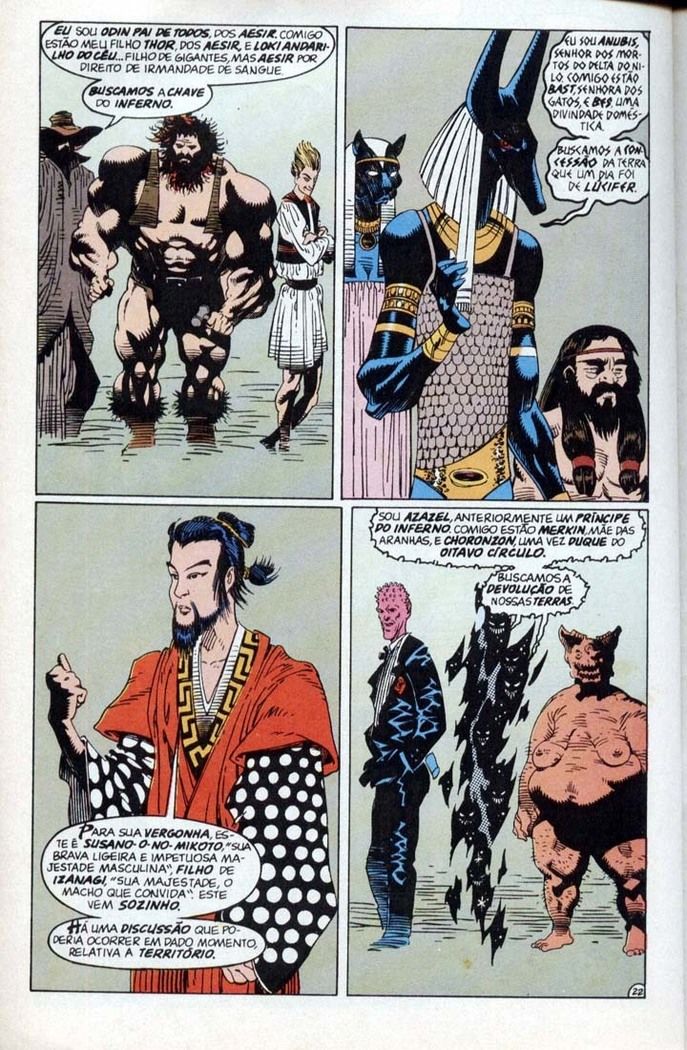 EU SOU ODIN PAI DE TODOS, DOS AESIR. COMIGO
ESTÃO MEU FILHO THOR, DOS AESIR, E LOKI ANDARI-
LHO DO CÉU... FILHO DE GIGANTES, MAS AESIR POR
DIREITO DE IRMANDADE DE SANGUE.
BUSCAMOS A CHAVE
DO INFERNO.
EU SOU ANUBIS,
SENHOR DOS MOR-
TOS DO DELTA DO NI-
LO. COMIGO ESTÃO
BAST, SENHORA DOS
GATOS, E BES, UMA
DIVINDADE DOMÉS-
TICA.
BUSCAMOS A CON-
CESSÃO DA TERRA
QUE UM DIA FOI
DE LÚCIFER.
PARA SUA VERGONHA, ES-
TE É SUSANO-O-NO-MIKOTO, "SUA
BRAVA LIGEIRA E IMPETUOSA MA-
JESTADE MASCULINA", FILHO DE
IZANAGI, "SUA MAJESTADE, O
MACHO QUE CONVIDA". ESTE
VEM SOZINHO.
HÁ UMA DISCUSSÃO QUE PO-
DERIA OCORRER EM DADO MOMENTO,
RELATIVA A TERRITÓRIO.
SOU AZAZEL, ANTERIORMENTE UM PRÍNCIPE
DO INFERNO. COMIGO ESTÃO MERKIN, MÃE DAS
ARANHAS, E CHORONZON, UMA VEZ DUQUE DO
OITAVO CÍRCULO.
BUSCAMOS A
DEVOLUÇÃO DE
NOSSAS TERRAS.
22